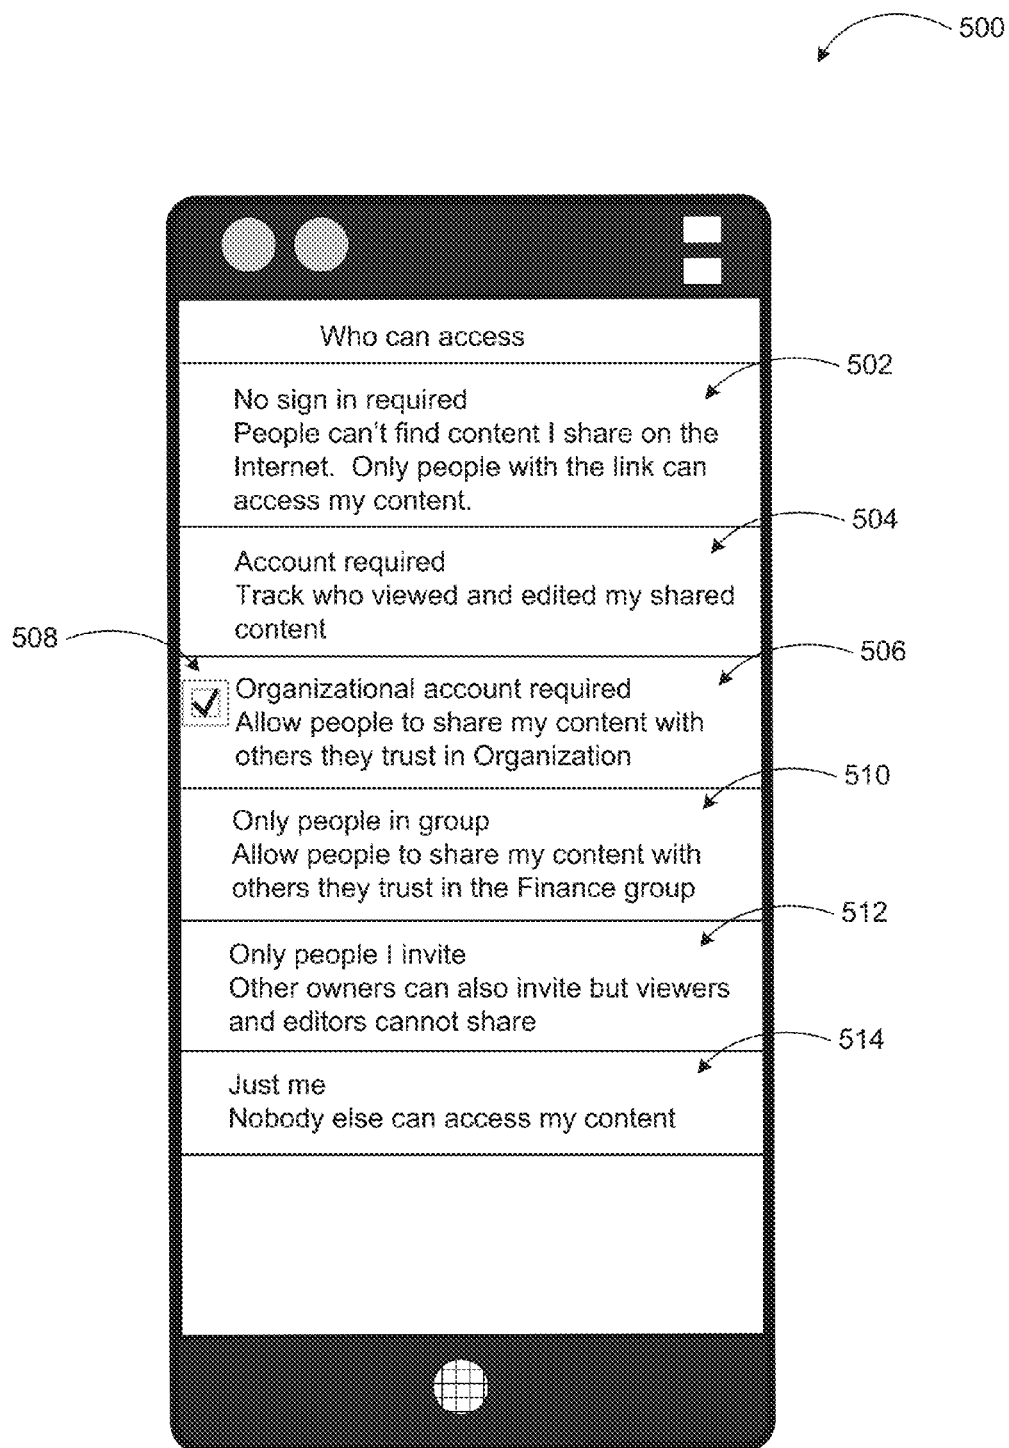 500
Who can access
502
No sign in required
People can't find content I share on the
Internet.  Only people with the link can
access my content.
504
Account required
Track who viewed and edited my shared
content
508
506
Organizational account required
Allow people to share my content with
others they trust in Organization
510
Only people in group
Allow people to share my content with
others they trust in the Finance group
512
Only people I invite
Other owners can also invite but viewers
and editors cannot share
514
Just me
Nobody else can access my content